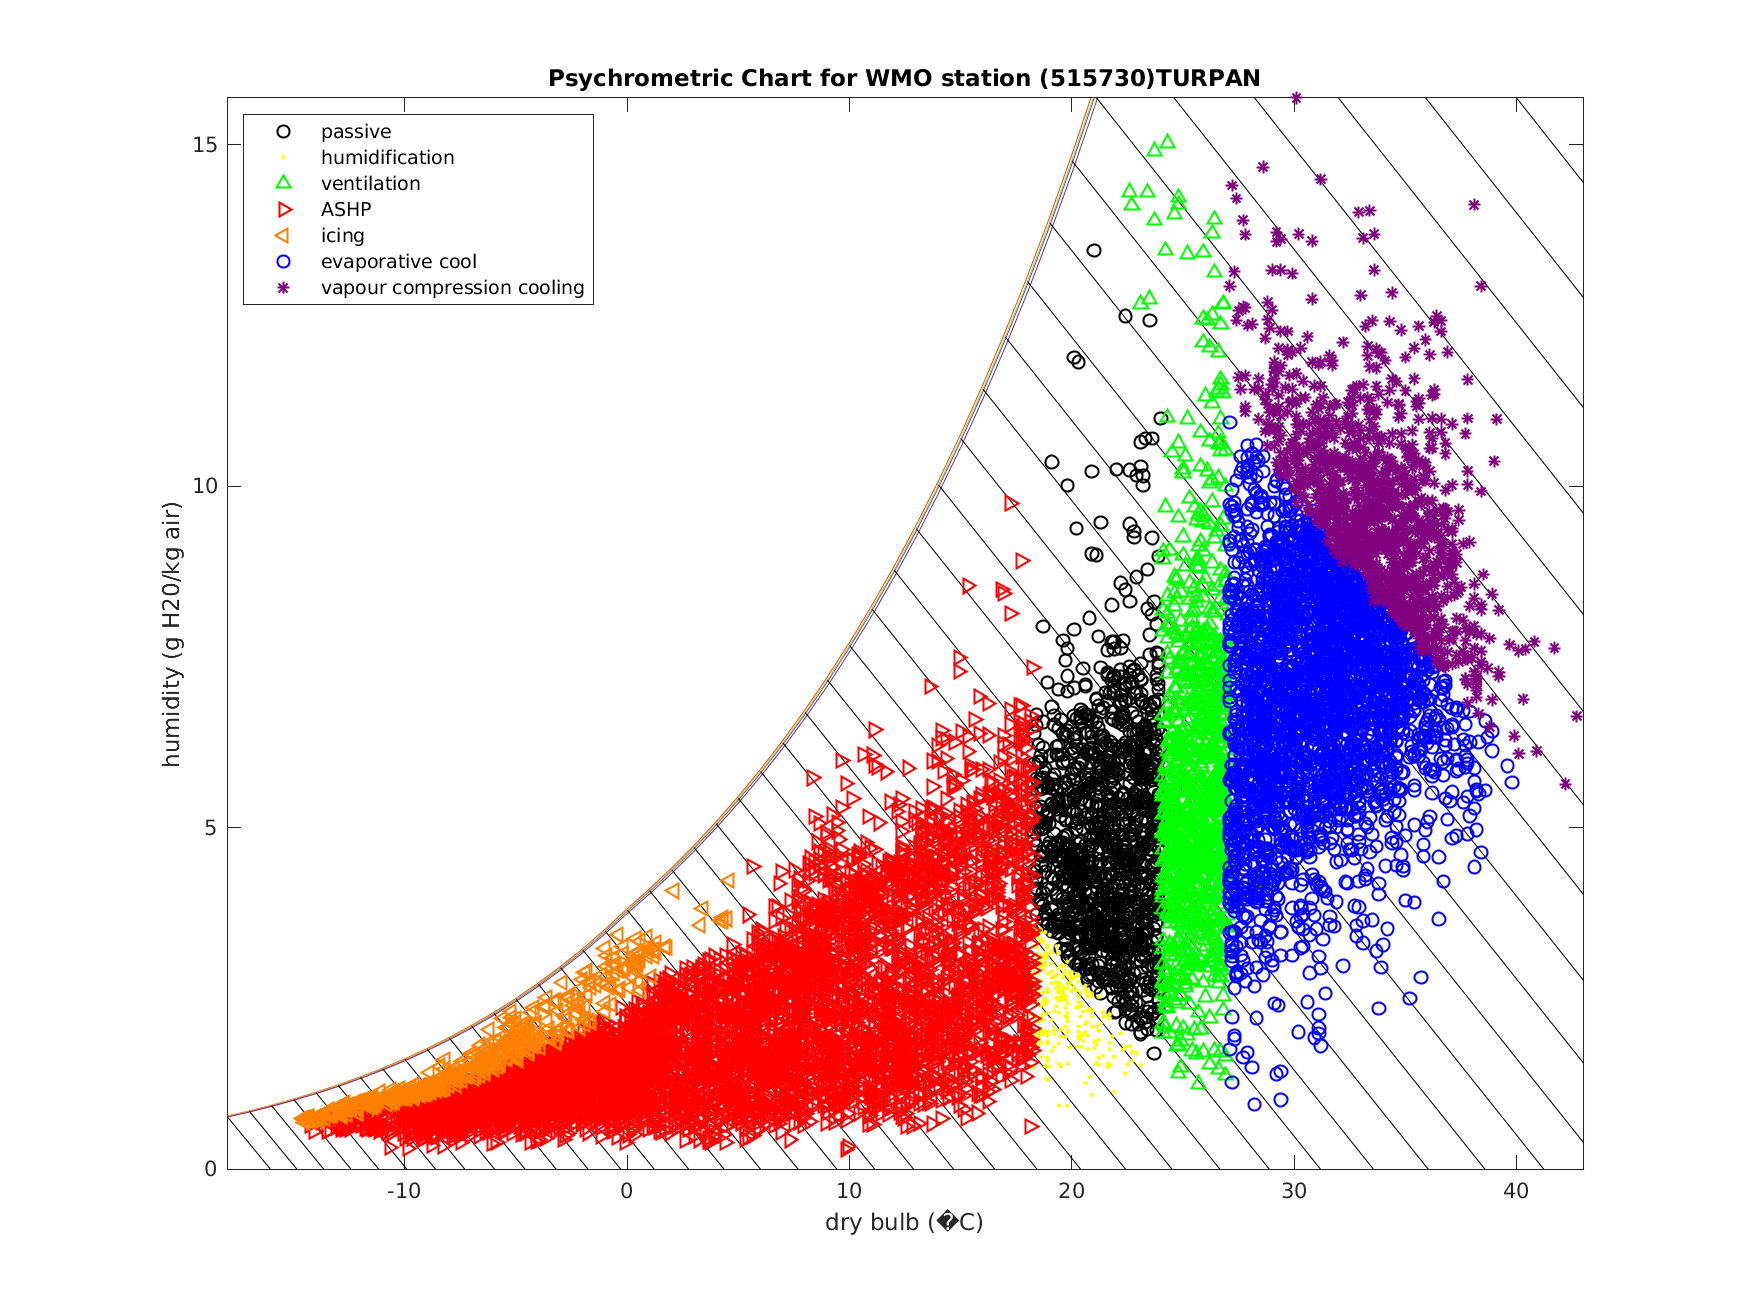 Psychrometric Chart for WMO station (515730)TURPAN
passive
humidification
ventilation
ASHP
icing
evaporative cool
vapour compression cooling
15
10
5
0
humidity (g H20/kg air)
-10 0 10 20 30 40
dry bulb (�C)